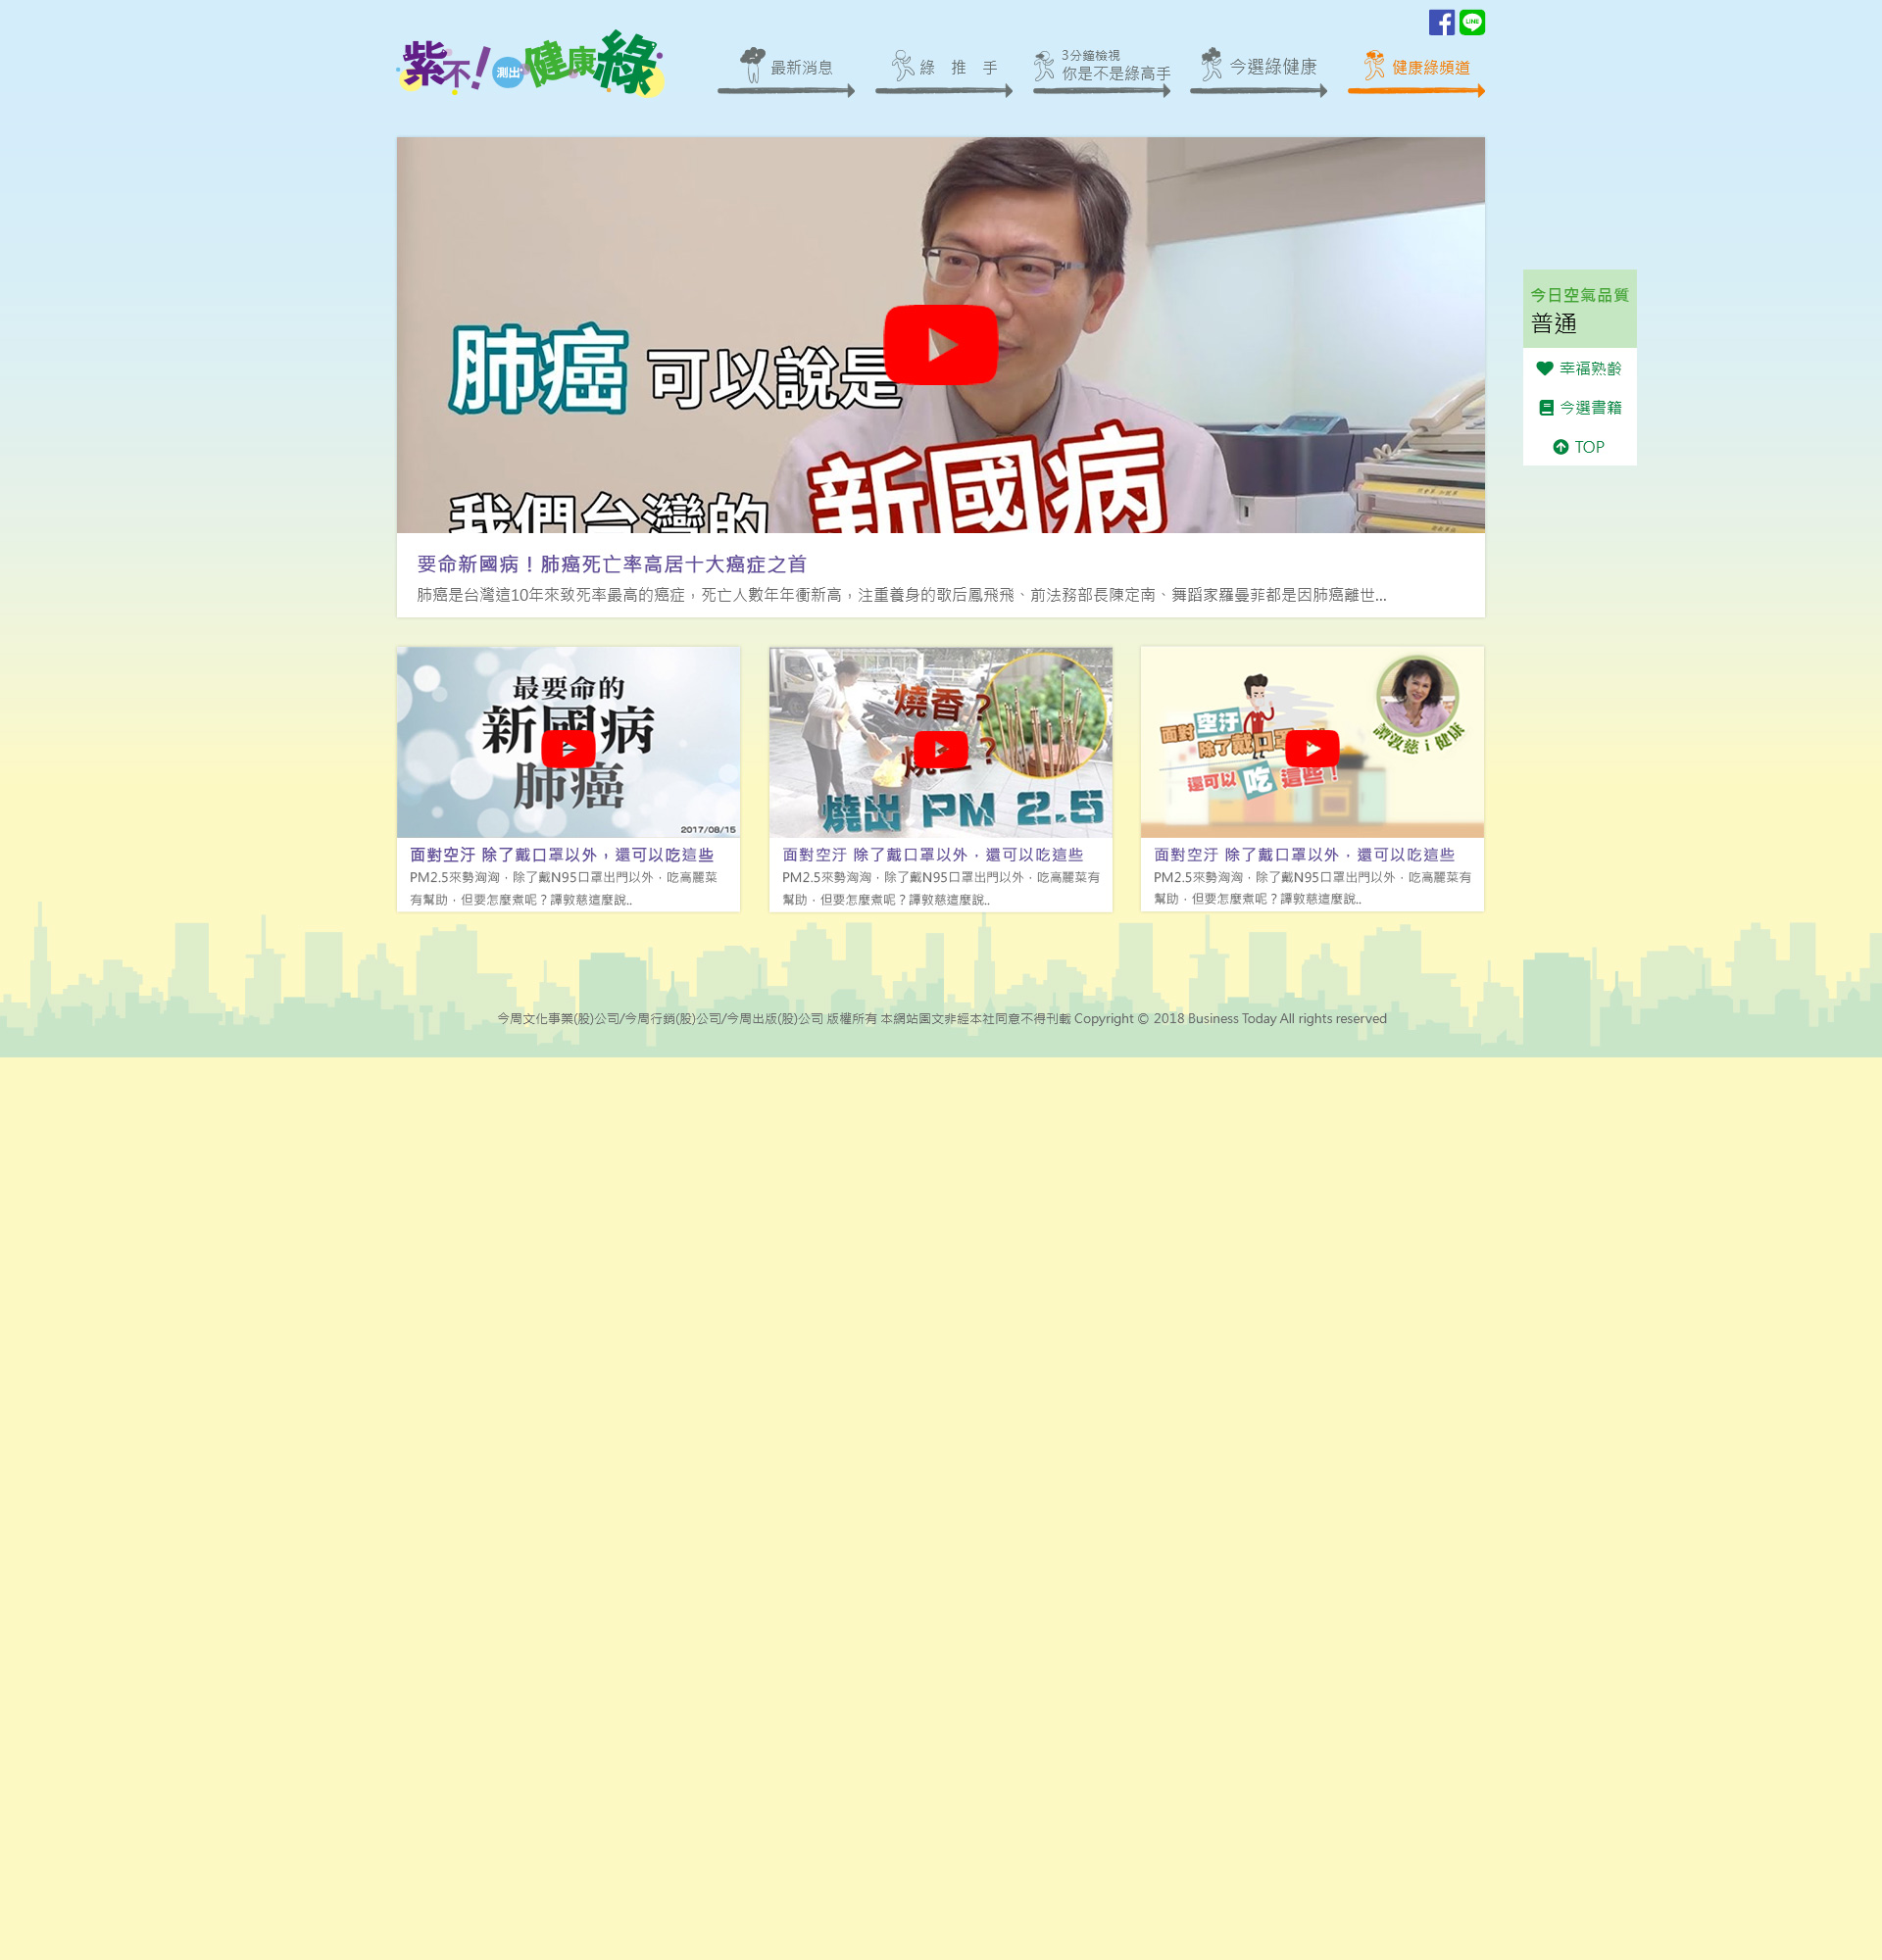 紫不！測出健康綠
最新消息
綠 推 手
3分鐘檢視
你是不是綠高手
今選綠健康
健康綠頻道
肺癌 可以說是
我們台灣的 新國病
今日空氣品質
普通
幸福熟齡
今選書籍
TOP
要命新國病！肺癌死亡率高居十大癌症之首
肺癌是台灣這10年來致死率最高的癌症，死亡人數年年衝新高，注重養身的歌后鳳飛飛、前法務部長陳定南、舞蹈家羅曼菲都是因肺癌離世...
最要命的
新國病
肺癌
2017/08/15
面對空汙 除了戴口罩以外，還可以吃這些
PM2.5來勢洶洶，除了戴N95口罩出門以外，吃高麗菜
有幫助，但要怎麼煮呢？譚敦慈這麼說..
燒香？
燒金？
燒出 PM 2.5
面對空汙 除了戴口罩以外，還可以吃這些
PM2.5來勢洶洶，除了戴N95口罩出門以外，吃高麗菜有
幫助，但要怎麼煮呢？譚敦慈這麼說..
面對空汙
除了戴口罩
還可以吃這些！
譚敦慈 i 健康
面對空汙 除了戴口罩以外，還可以吃這些
PM2.5來勢洶洶，除了戴N95口罩出門以外，吃高麗菜有
幫助，但要怎麼煮呢？譚敦慈這麼說..
今周文化事業(股)公司/今周行銷(股)公司/今周出版(股)公司 版權所有 本網站圖文非經本社同意不得刊載 Copyright © 2018 Business Today All rights reserved